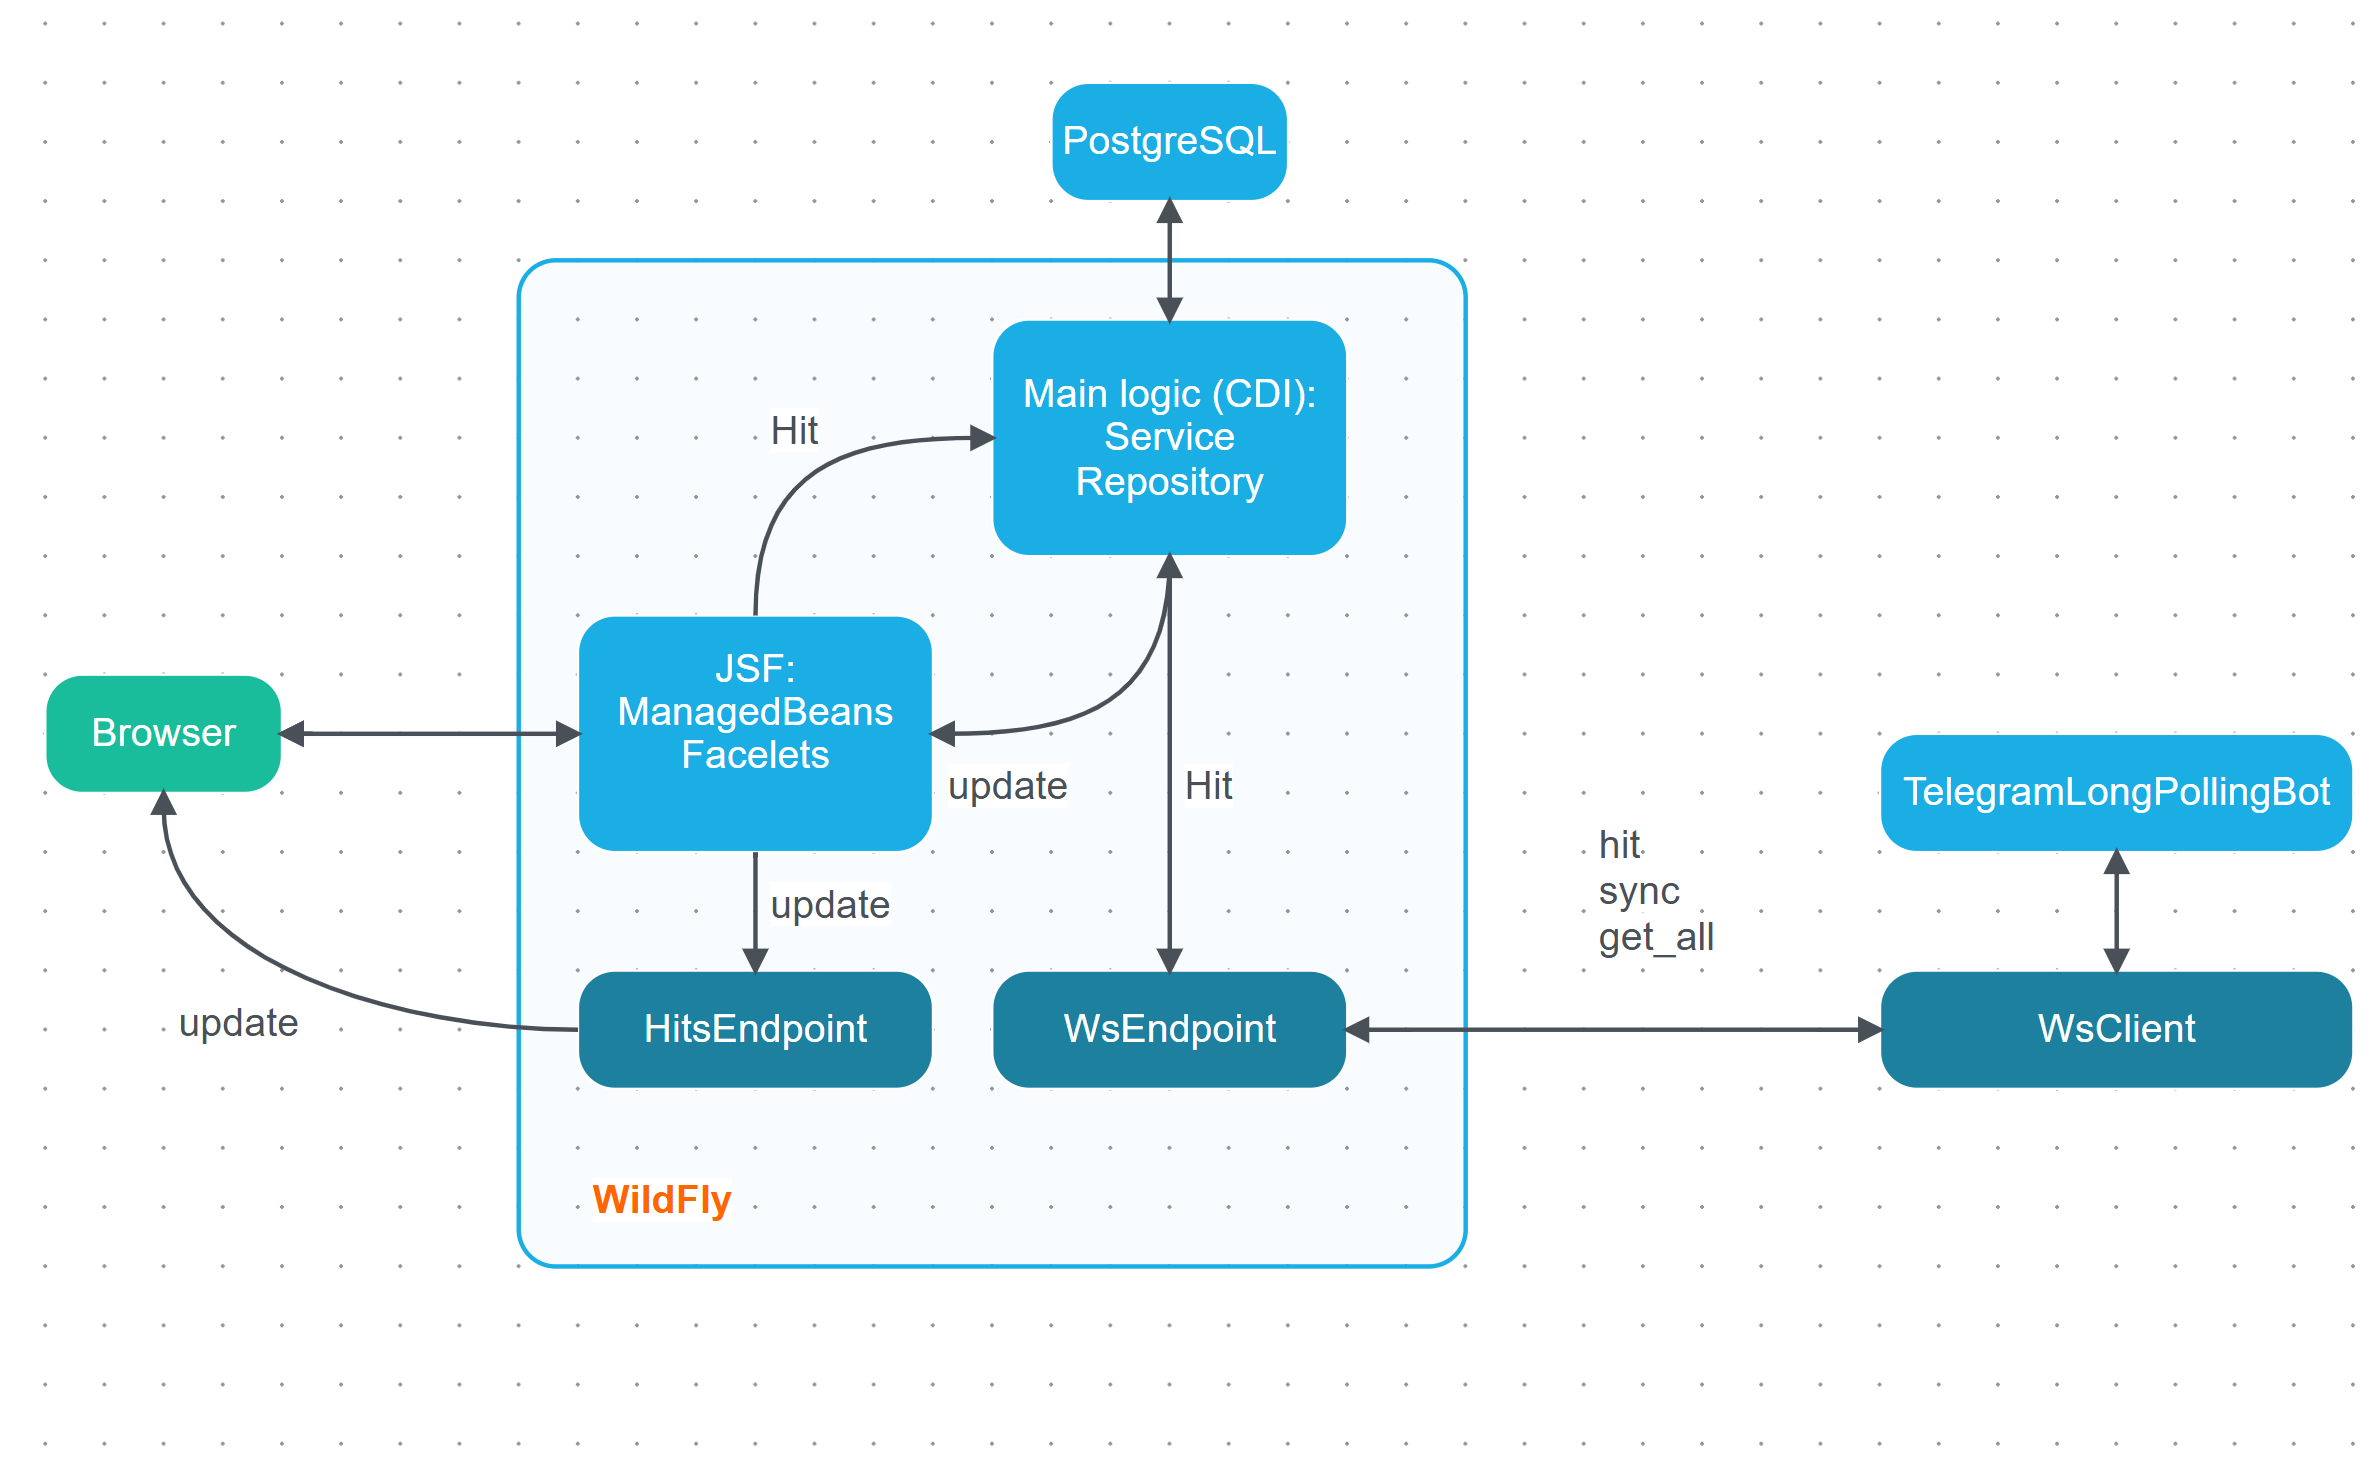 PostgreSQL
Main logic (CDI):
Service
Repository
Hit
JSF:
ManagedBeans
Facelets
Browser
update
Hit
TelegramLongPollingBot
hit
sync
get_all
update
update
HitsEndpoint
WsEndpoint
WsClient
WildFly